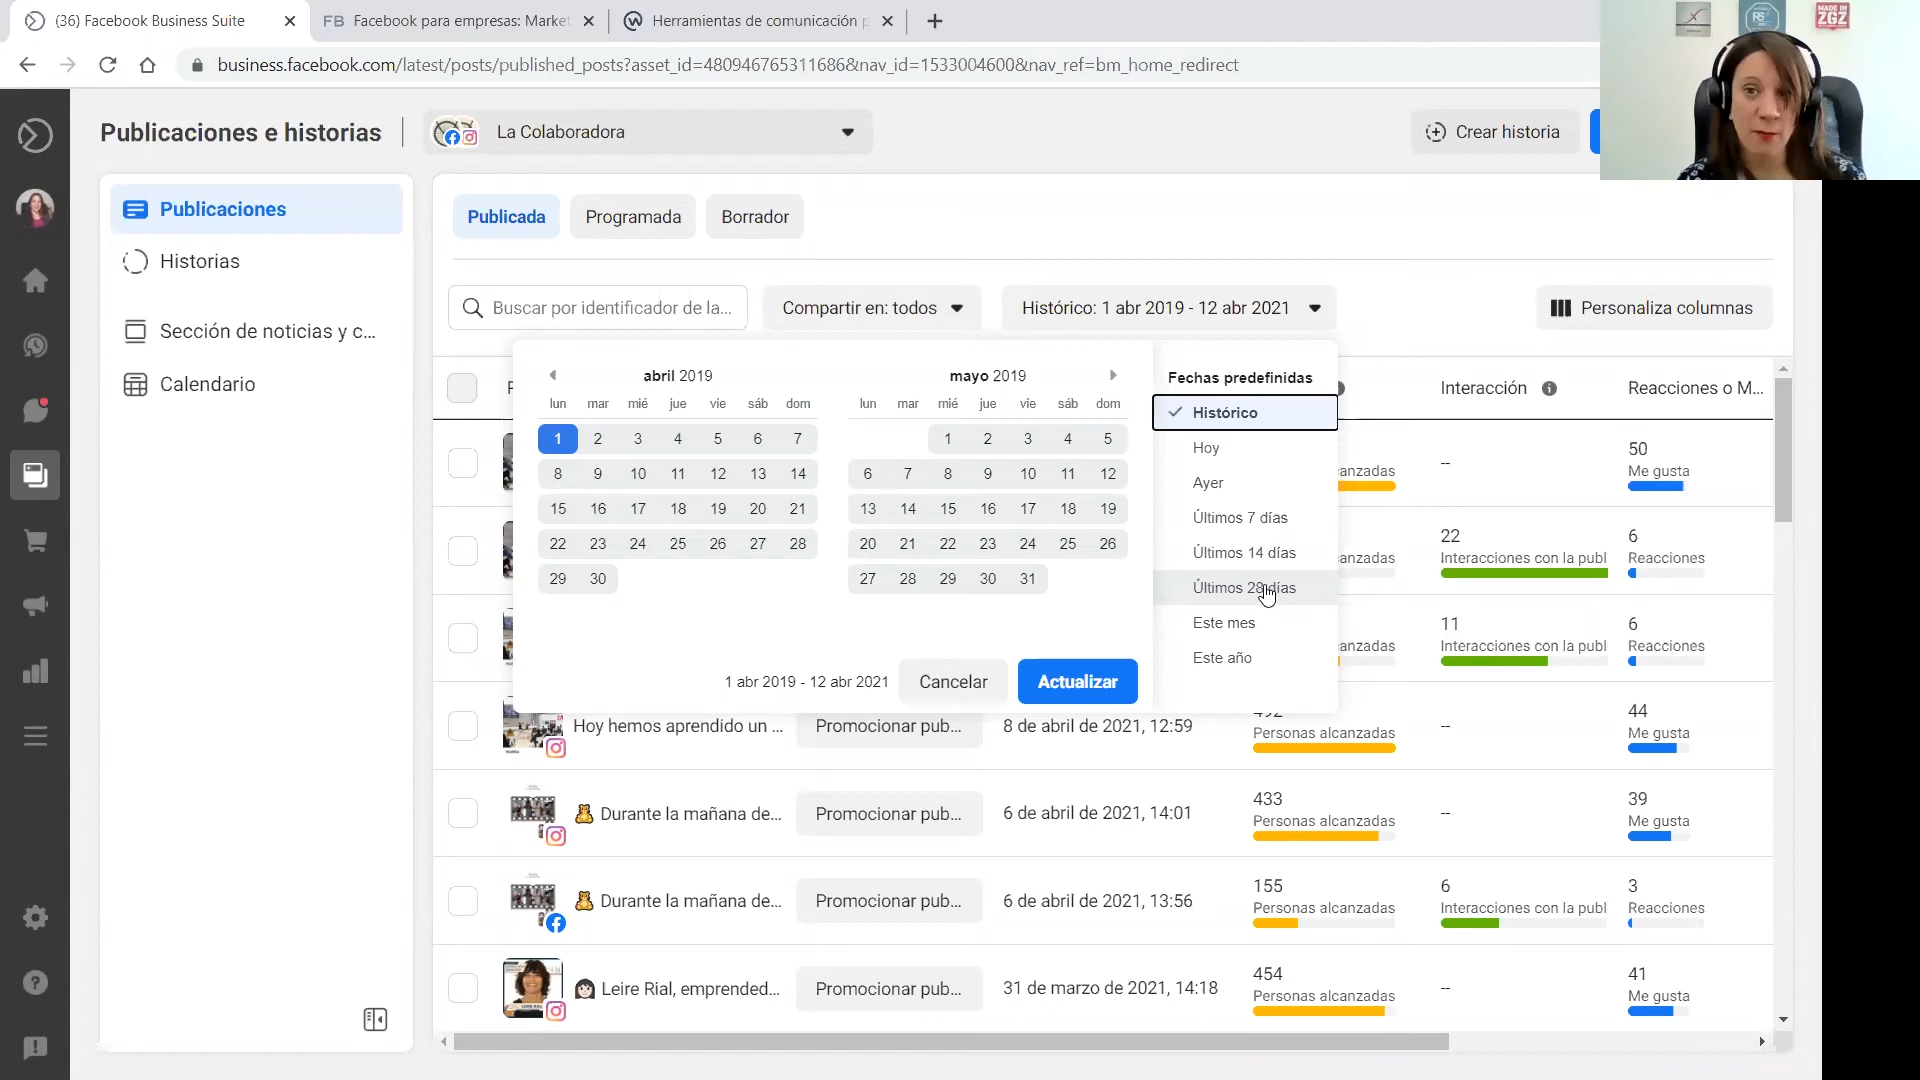 (36) Facebook Business Suite
FB Facebook para empresas: Market
Herramientas de comunicación p
business.facebook.com/latest/posts/published_posts?asset_id=480946765311686&nav_id=1533004600&nav_ref=bm_home_redirect
RS
MADE IN
ZGZ
Publicaciones e historias
La Colaboradora
Crear historia
Publicaciones
Historias
Sección de noticias y c...
Calendario
Publicada
Programada
Borrador
Buscar por identificador de la...
Compartir en: todos
Histórico: 1 abr 2019 - 12 abr 2021
Personaliza columnas
abril 2019
lun mar mié jue vie sáb dom
1 2 3 4 5 6 7
8 9 10 11 12 13 14
15 16 17 18 19 20 21
22 23 24 25 26 27 28
29 30
mayo 2019
lun mar mié jue vie sáb dom
1 2 3 4 5
6 7 8 9 10 11 12
13 14 15 16 17 18 19
20 21 22 23 24 25 26
27 28 29 30 31
1 abr 2019 - 12 abr 2021
Cancelar
Actualizar
Fechas predefinidas
Histórico
Hoy
Ayer
Últimos 7 días
Últimos 14 días
Últimos 28 días
Este mes
Este año
Interacción
Reacciones o M...
anzadas
--
50
Me gusta
anzadas
22
Interacciones con la publ
6
Reacciones
11
Interacciones con la publ
6
Reacciones
Hoy hemos aprendido un ...
Promocionar pub...
8 de abril de 2021, 12:59
492
Personas alcanzadas
--
44
Me gusta
Durante la mañana de...
Promocionar pub...
6 de abril de 2021, 14:01
433
Personas alcanzadas
--
39
Me gusta
Durante la mañana de...
Promocionar pub...
6 de abril de 2021, 13:56
155
Personas alcanzadas
6
Interacciones con la publ
3
Reacciones
Leire Rial, emprended...
Promocionar pub...
31 de marzo de 2021, 14:18
454
Personas alcanzadas
--
41
Me gusta